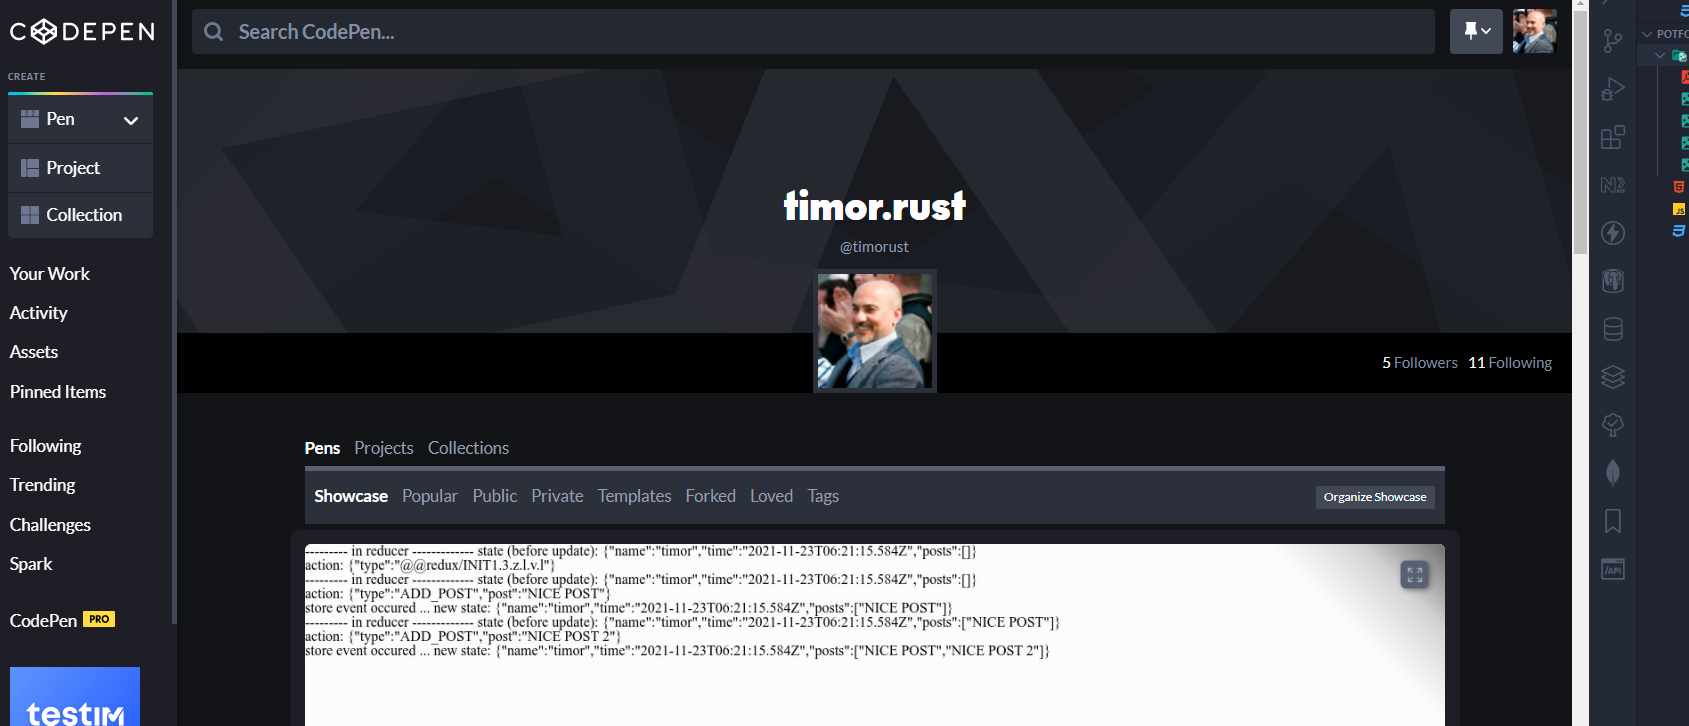 CODEPEN
Search CodePen...
CREATE
Pen
Project
Collection
Your Work
Activity
Assets
Pinned Items
Following
Trending
Challenges
Spark
CodePen PRO
testim
timor.rust
@timorust
5 Followers 11 Following
Pens Projects Collections
Showcase Popular Public Private Templates Forked Loved Tags
Organize Showcase
--------- in reducer ------------- state (before update): {"name":"timor","time":"2021-11-23T06:21:15.584Z","posts":[]}
action: {"type":"@@redux/INIT1.3.z.l.v.l"}
--------- in reducer ------------- state (before update): {"name":"timor","time":"2021-11-23T06:21:15.584Z","posts":[]}
action: {"type":"ADD_POST","post":"NICE POST"}
store event occured ... new state: {"name":"timor","time":"2021-11-23T06:21:15.584Z","posts":["NICE POST"]}
--------- in reducer ------------- state (before update): {"name":"timor","time":"2021-11-23T06:21:15.584Z","posts":["NICE POST"]}
action: {"type":"ADD_POST","post":"NICE POST 2"}
store event occured ... new state: {"name":"timor","time":"2021-11-23T06:21:15.584Z","posts":["NICE POST","NICE POST 2"]}
POTFO
JS
/API